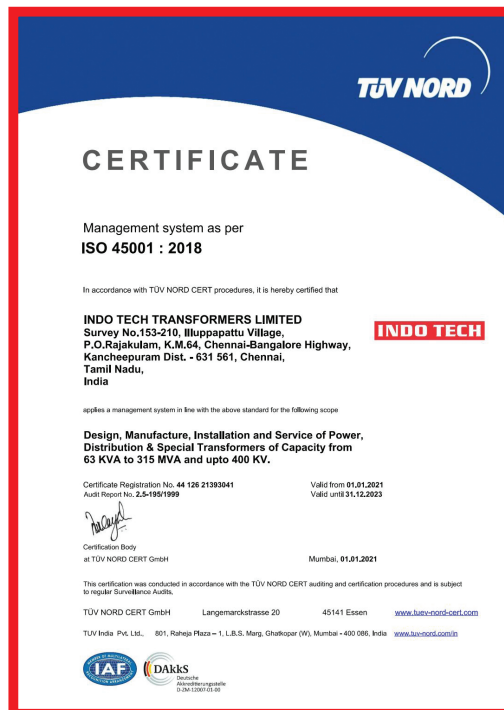 TÜV NORD
CERTIFICATE
Management system as per
ISO 45001 : 2018
In accordance with TÜV NORD CERT procedures, it is hereby certified that
INDO TECH TRANSFORMERS LIMITED
Survey No.153-210, Illuppapattu Village,
P.O.Rajakulam, K.M.64, Chennai-Bangalore Highway,
Kancheepuram Dist. - 631 561, Chennai,
Tamil Nadu,
India
INDO TECH
applies a management system in line with the above standard for the following scope
Design, Manufacture, Installation and Service of Power,
Distribution & Special Transformers of Capacity from
63 KVA to 315 MVA and upto 400 KV.
Certificate Registration No. 44 126 21393041 Valid from 01.01.2021
Audit Report No. 2.5-195/1999 Valid until 31.12.2023
Certification Body
at TÜV NORD CERT GmbH Mumbai, 01.01.2021
This certification was conducted in accordance with the TÜV NORD CERT auditing and certification procedures and is subject
to regular Surveillance Audits.
TÜV NORD CERT GmbH Langemarckstrasse 20 45141 Essen www.tuev-nord-cert.com
TUV India Pvt. Ltd., 801, Raheja Plaza – 1, L.B.S. Marg, Ghatkopar (W), Mumbai - 400 086, India www.tuv-nord.com/in
IAF
DAkkS
Deutsche
Akkreditierungsstelle
D-ZM-12007-01-00